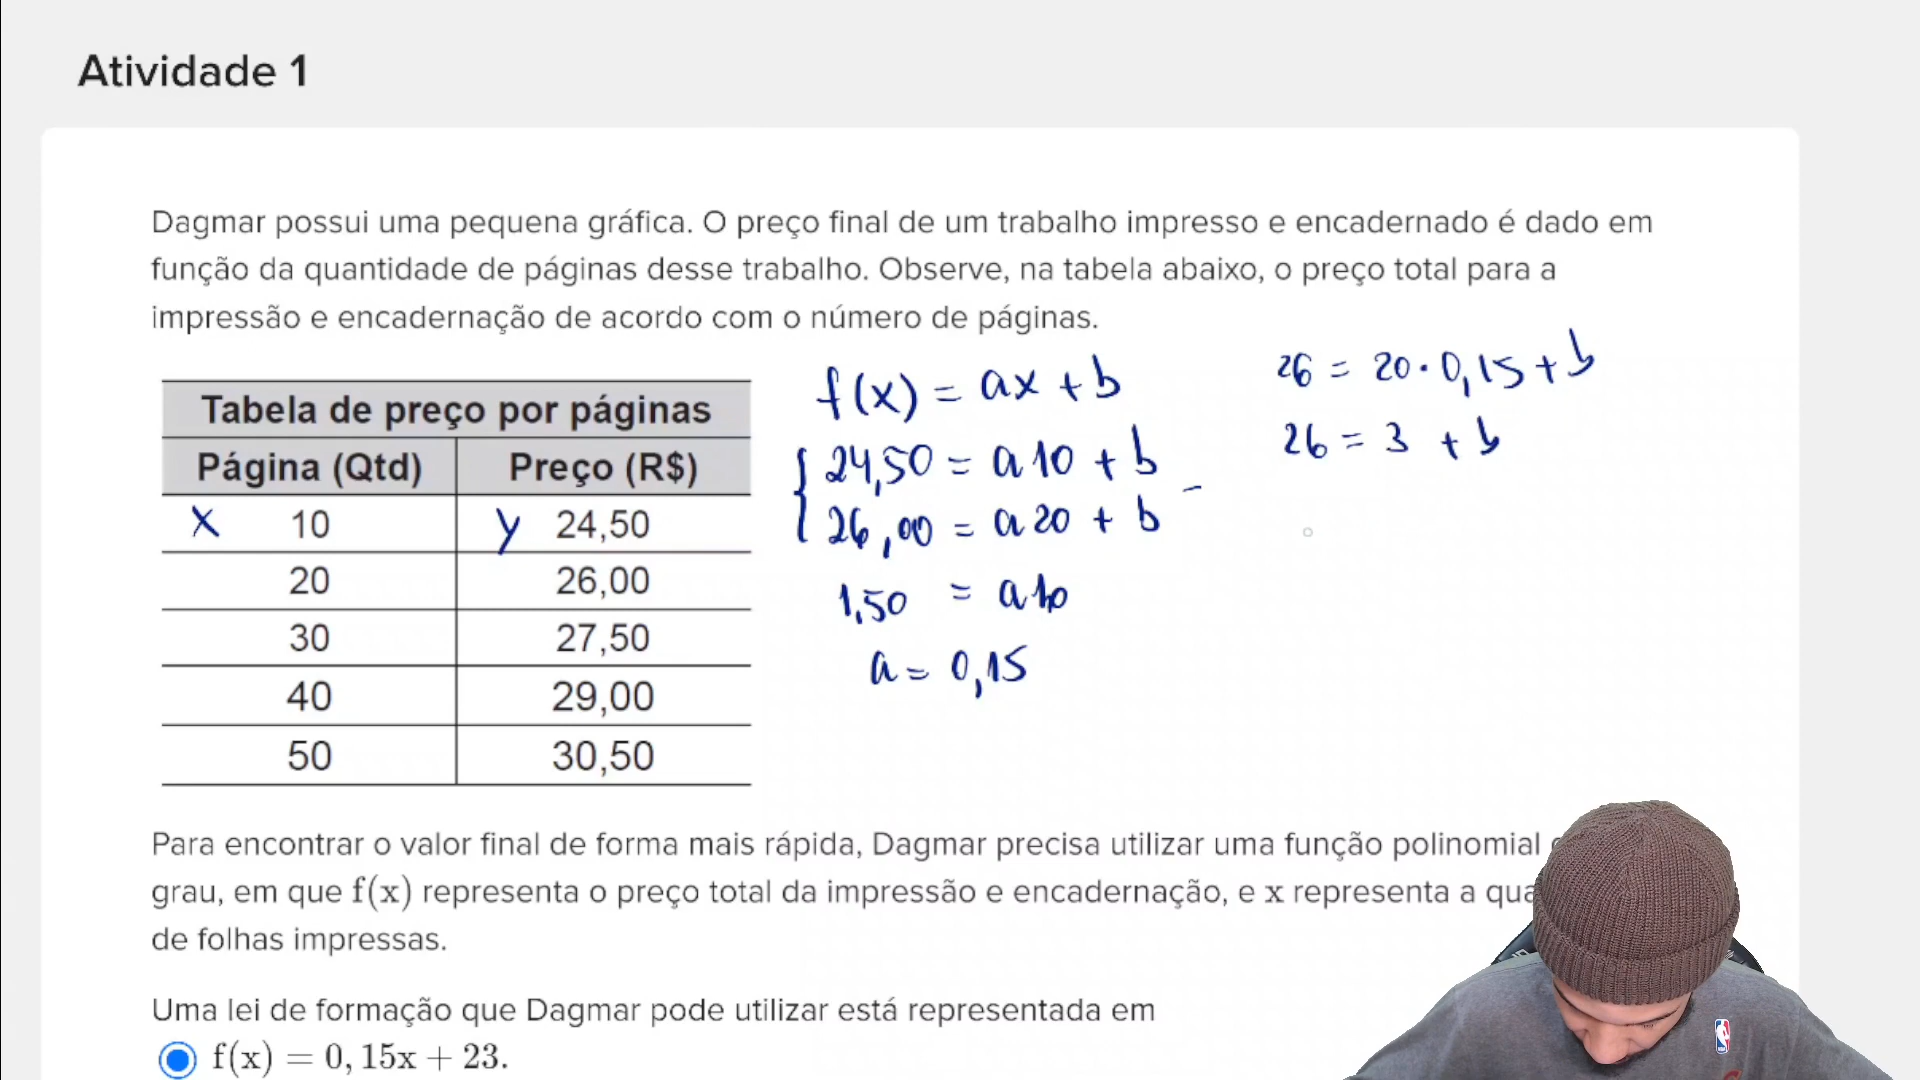 Atividade 1
Dagmar possui uma pequena gráfica. O preço final de um trabalho impresso e encadernado é dado em
função da quantidade de páginas desse trabalho. Observe, na tabela abaixo, o preço total para a
impressão e encadernação de acordo com o número de páginas.
Tabela de preço por páginas
Página (Qtd) Preço (R$)
x 10 y 24,50
20 26,00
30 27,50
40 29,00
50 30,50
f(x) = ax + b
24,50 = a10 + b
26,00 = a20 + b -
1,50 = a10
a = 0,15
26 = 20 · 0,15 + b
26 = 3 + b
Para encontrar o valor final de forma mais rápida, Dagmar precisa utilizar uma função polinomial
grau, em que f(x) representa o preço total da impressão e encadernação, e x representa a qua
de folhas impressas.
Uma lei de formação que Dagmar pode utilizar está representada em
f(x) = 0, 15x + 23.